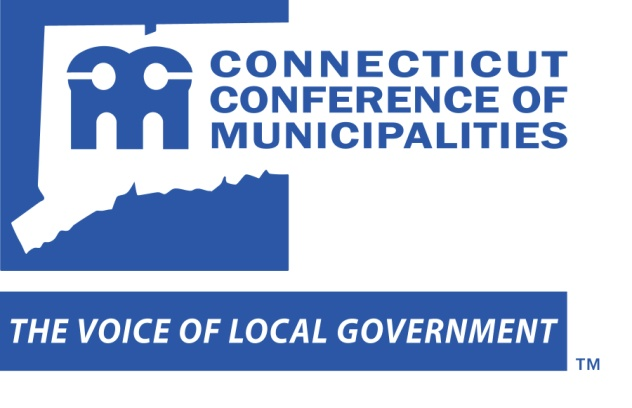 CONNECTICUT
CONFERENCE OF
MUNICIPALITIES
THE VOICE OF LOCAL GOVERNMENT
TM